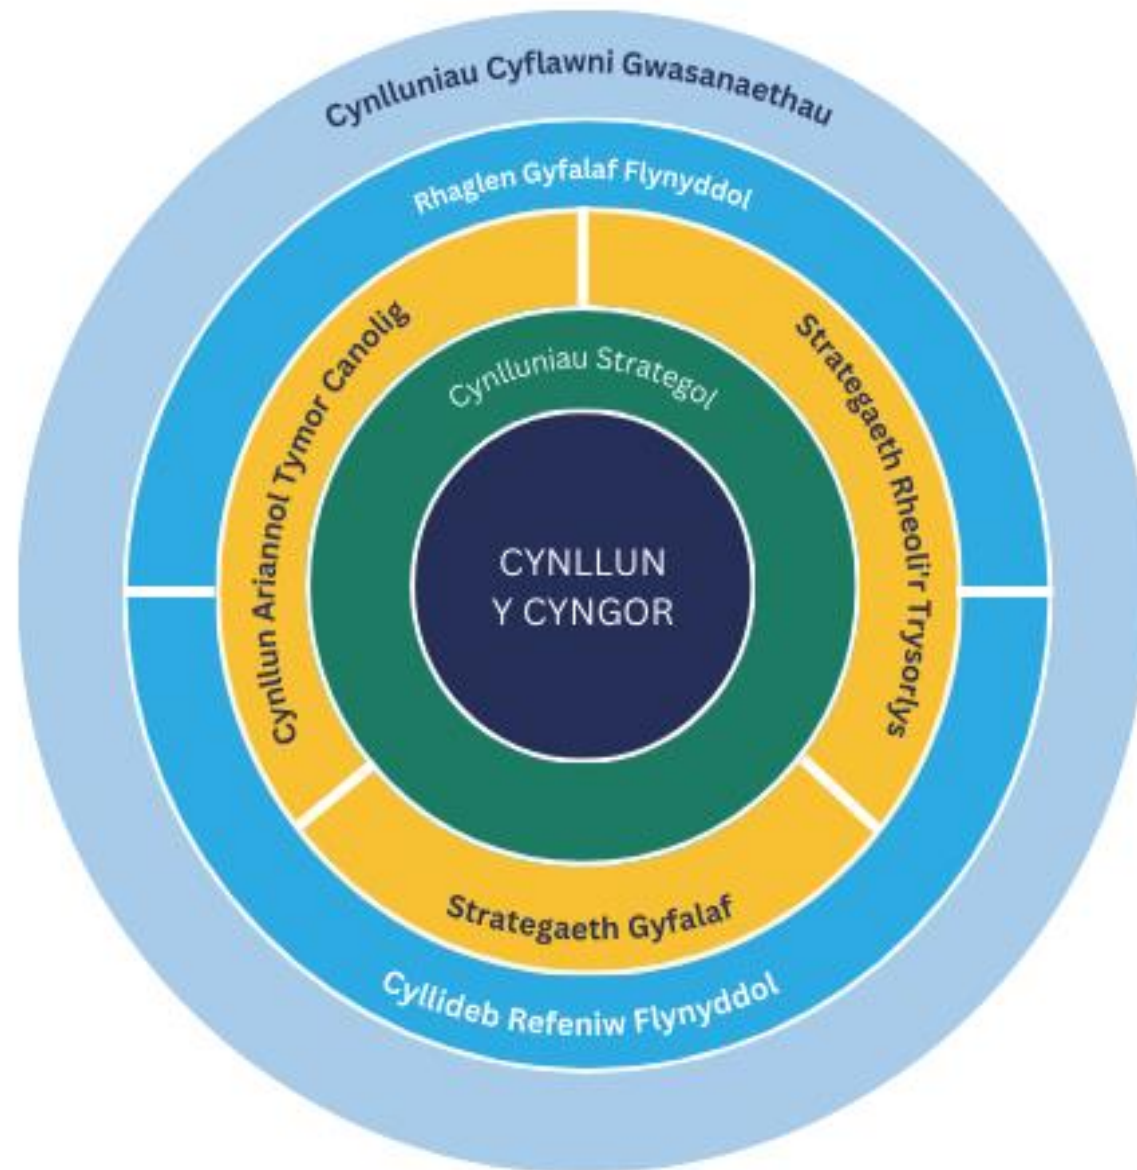 Cynlluniau Cyflawni Gwasanaethau
Rhaglen Gyfalaf Flynyddol
Cynllun Ariannol Tymor Canolig
Strategaeth Rheoli'r Trysorlys
Cynlluniau Strategol
CYNLLUN
Y CYNGOR
Strategaeth Gyfalaf
Cyllideb Refeniw Flynyddol